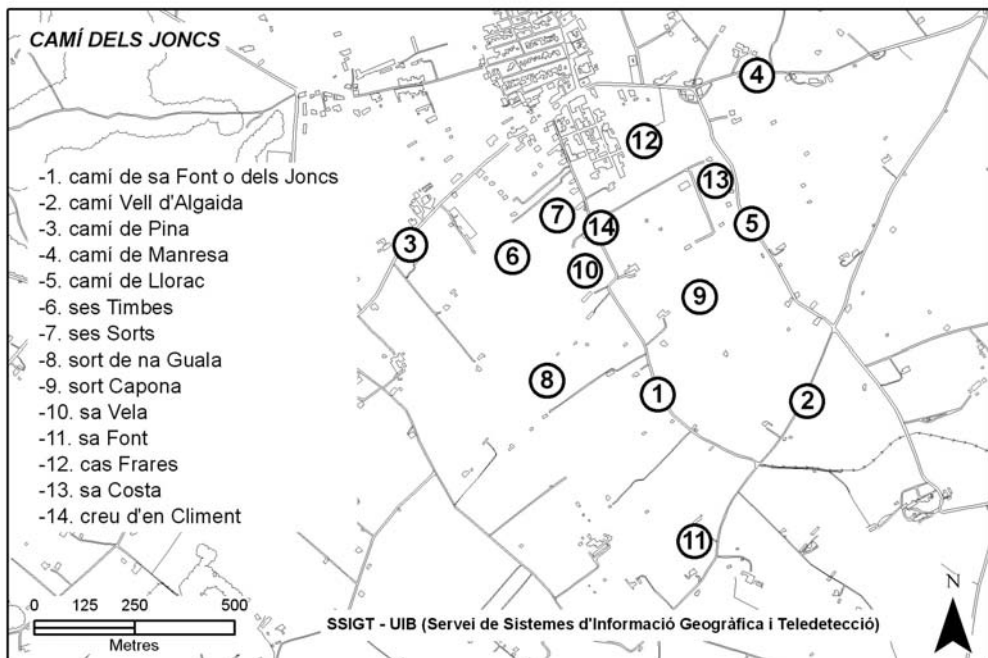 CAMÍ DELS JONCS
-1. camí de sa Font o dels Joncs
-2. camí Vell d'Algaida
-3. camí de Pina
-4. camí de Manresa
-5. camí de Llorac
-6. ses Timbes
-7. ses Sorts
-8. sort de na Guala
-9. sort Capona
-10. sa Vela
-11. sa Font
-12. cas Frares
-13. sa Costa
-14. creu d'en Climent
4
12
13
7
14
5
3
6
10
9
8
1
2
11
0 125 250 500
Metres
SSIGT - UIB (Servei de Sistemes d'Informació Geogràfica i Teledetecció)
N